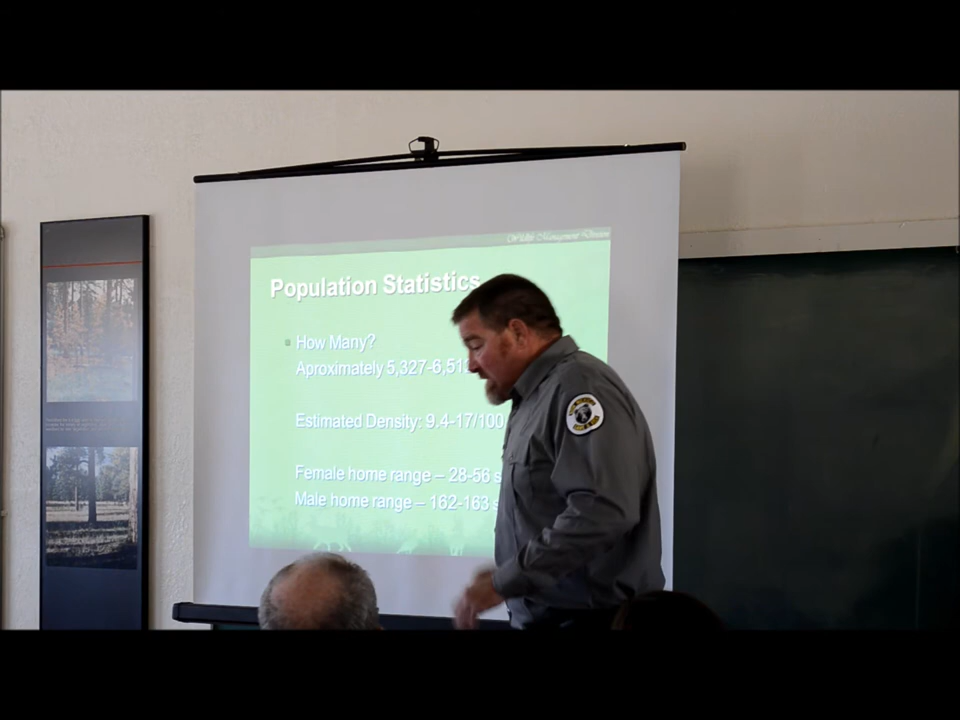 Wildlife Management Division
Population Statistics
How Many?
Aproximately 5,327-6,51
Estimated Density: 9.4-17/100
Female home range – 28-56 s
Male home range – 162-163 s